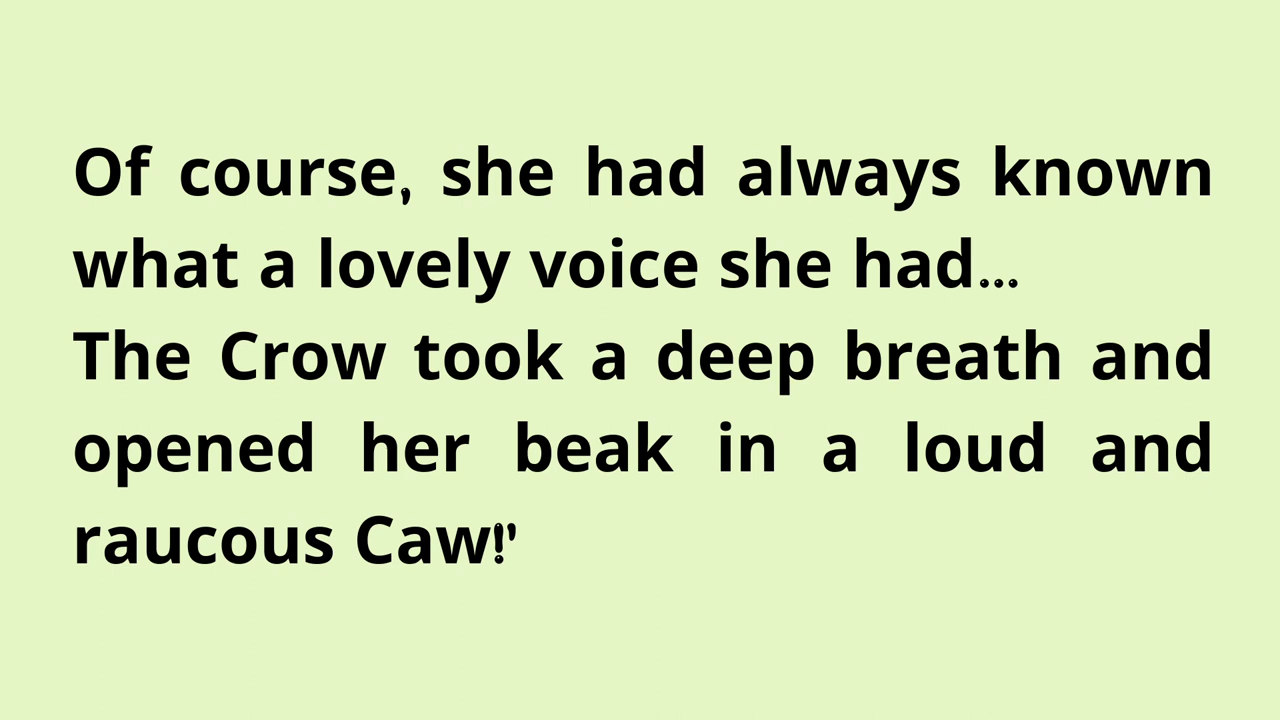 Of course, she had always known
what a lovely voice she had...
The Crow took a deep breath and
opened her beak in a loud and
raucous Caw!'